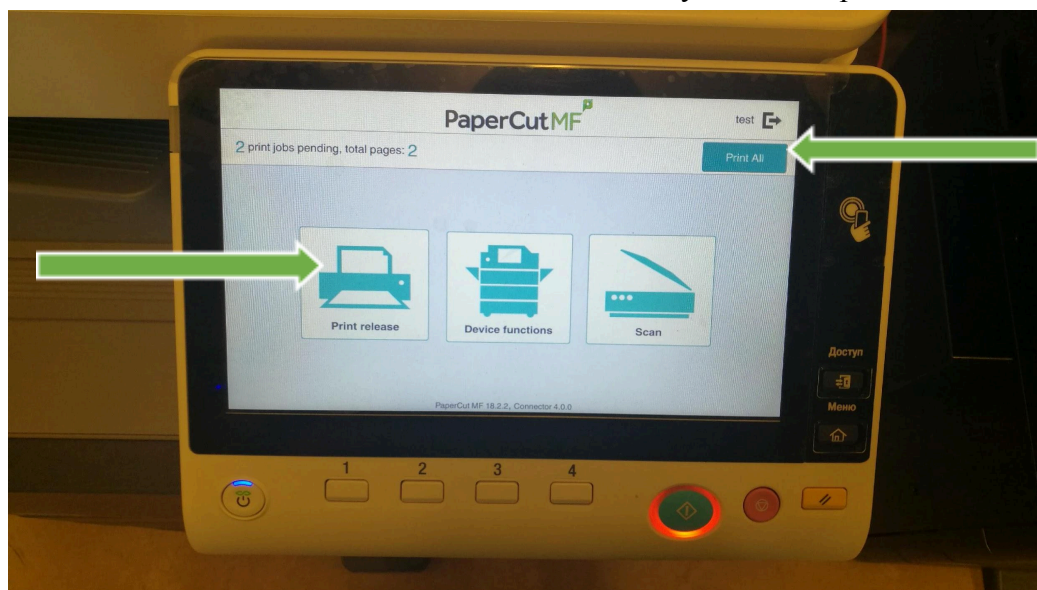 PaperCutMF
test
2 print jobs pending, total pages: 2
Print All
Print release
Device functions
Scan
PaperCut MF 18.2.2, Connector 4.0.0
Доступ
Меню
1 2 3 4